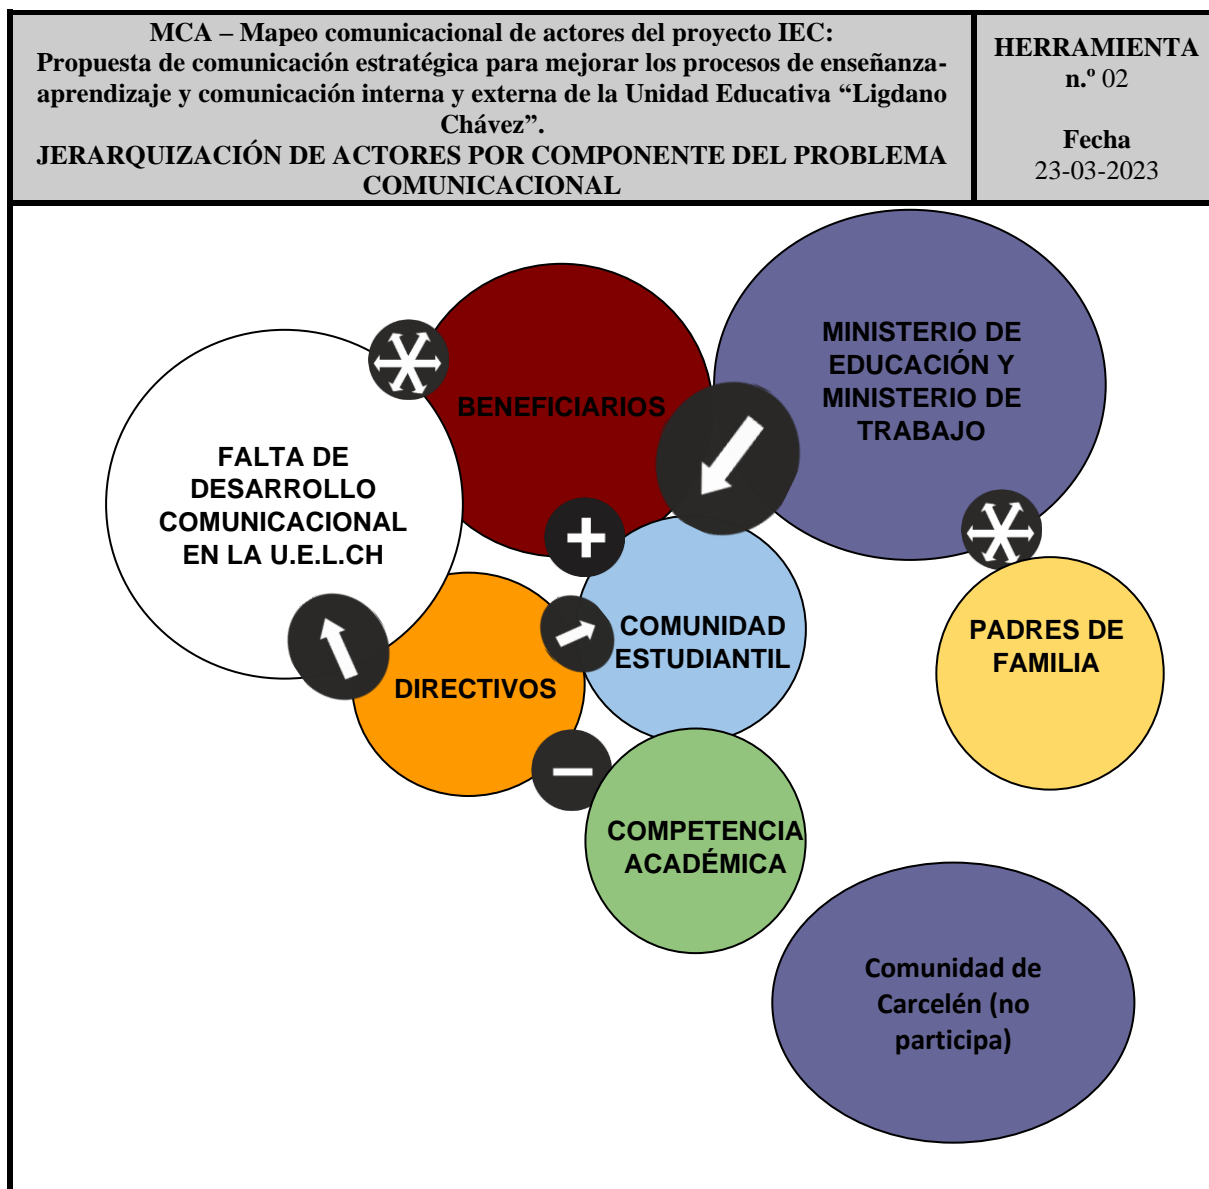 MCA – Mapeo comunicacional de actores del proyecto IEC:
Propuesta de comunicación estratégica para mejorar los procesos de enseñanza-
aprendizaje y comunicación interna y externa de la Unidad Educativa “Ligdano
Chávez”.
JERARQUIZACIÓN DE ACTORES POR COMPONENTE DEL PROBLEMA
COMUNICACIONAL
HERRAMIENTA
n.º 02
Fecha
23-03-2023
MINISTERIO DE
EDUCACIÓN Y
MINISTERIO DE
TRABAJO
BENEFICIARIOS
FALTA DE
DESARROLLO
COMUNICACIONAL
EN LA U.E.L.CH
COMUNIDAD
ESTUDIANTIL
PADRES DE
FAMILIA
DIRECTIVOS
COMPETENCIA
ACADÉMICA
Comunidad de
Carcelén (no
participa)